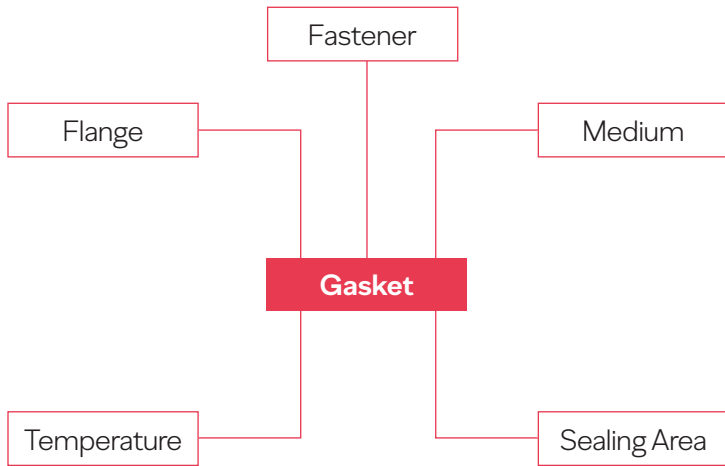 Fastener
Flange
Medium
Gasket
Temperature
Sealing Area